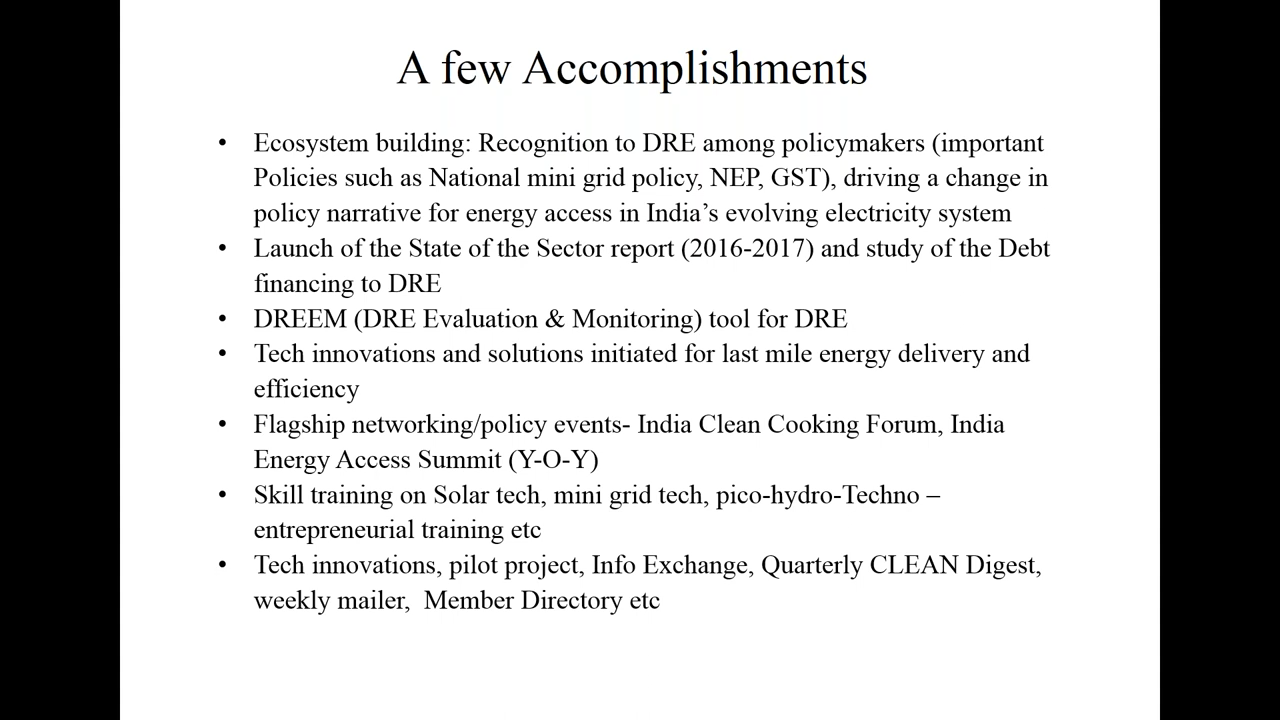 A few Accomplishments
• Ecosystem building: Recognition to DRE among policymakers (important
Policies such as National mini grid policy, NEP, GST), driving a change in
policy narrative for energy access in India’s evolving electricity system
• Launch of the State of the Sector report (2016-2017) and study of the Debt
financing to DRE
• DREEM (DRE Evaluation & Monitoring) tool for DRE
• Tech innovations and solutions initiated for last mile energy delivery and
efficiency
• Flagship networking/policy events- India Clean Cooking Forum, India
Energy Access Summit (Y-O-Y)
• Skill training on Solar tech, mini grid tech, pico-hydro-Techno –
entrepreneurial training etc
• Tech innovations, pilot project, Info Exchange, Quarterly CLEAN Digest,
weekly mailer,  Member Directory etc